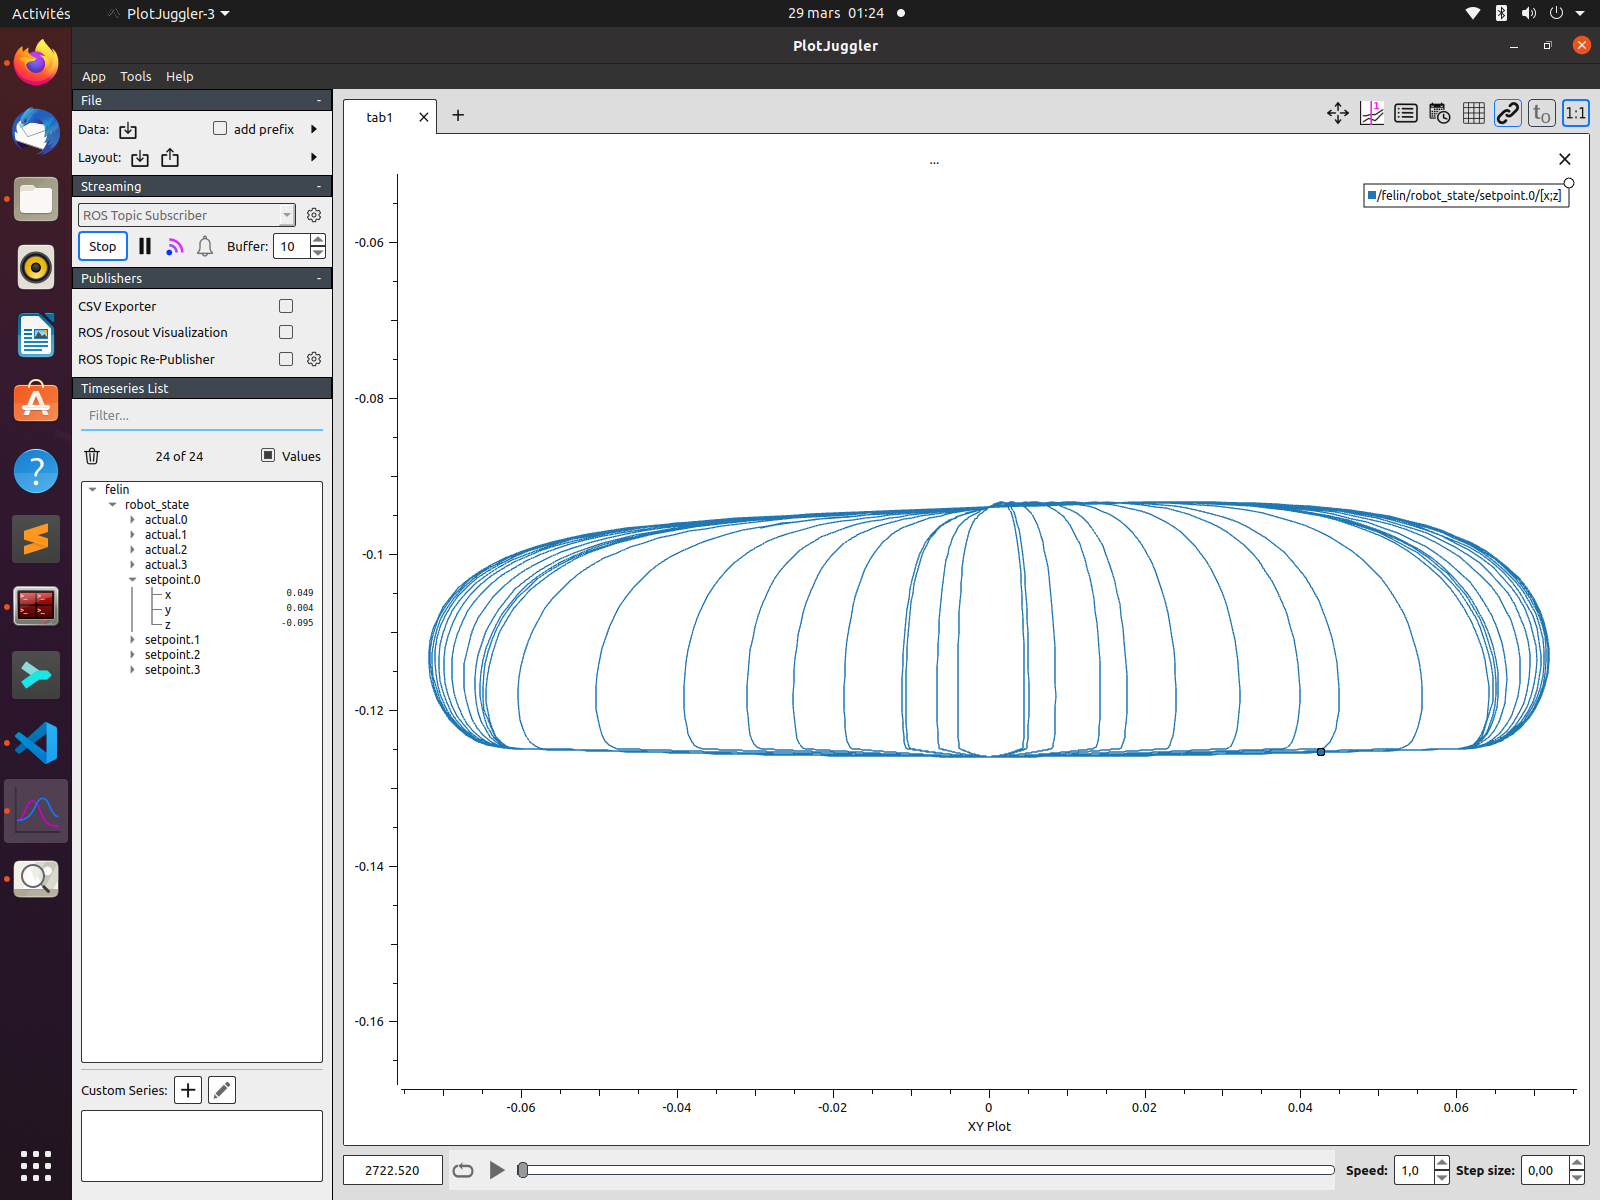 Activités
PlotJuggler-3
29 mars 01:24
PlotJuggler
App Tools Help
File -
Data: add prefix
Layout:
Streaming -
ROS Topic Subscriber
Stop Buffer: 10
Publishers -
CSV Exporter
ROS /rosout Visualization
ROS Topic Re-Publisher
Timeseries List
Filter...
24 of 24 Values
felin
robot_state
actual.0
actual.1
actual.2
actual.3
setpoint.0
x 0.049
y 0.004
z -0.095
setpoint.1
setpoint.2
setpoint.3
Custom Series:
tab1
1
t0
1:1
...
/felin/robot_state/setpoint.0/[x;z]
-0.06
-0.08
-0.1
-0.12
-0.14
-0.16
-0.06 -0.04 -0.02 0 0.02 0.04 0.06
XY Plot
2722.520
Speed: 1,0 Step size: 0,00